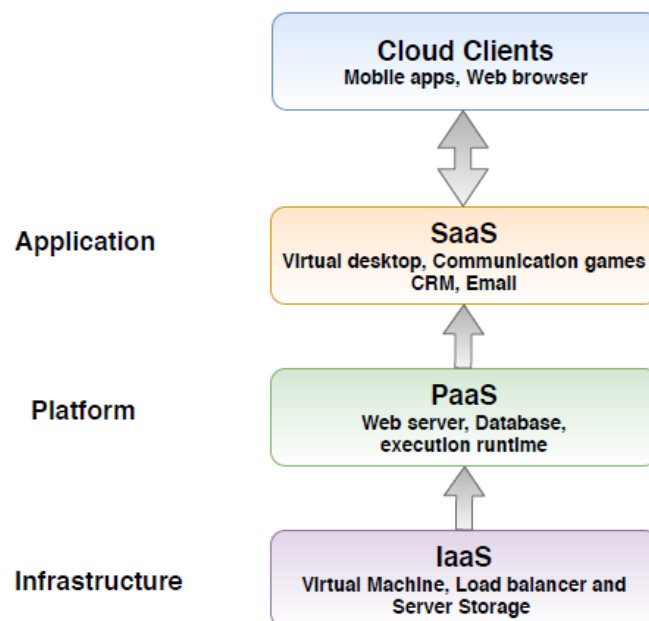 Cloud Clients
Mobile apps, Web browser
Application
SaaS
Virtual desktop, Communication games
CRM, Email
Platform
PaaS
Web server, Database,
execution runtime
Infrastructure
IaaS
Virtual Machine, Load balancer and
Server Storage